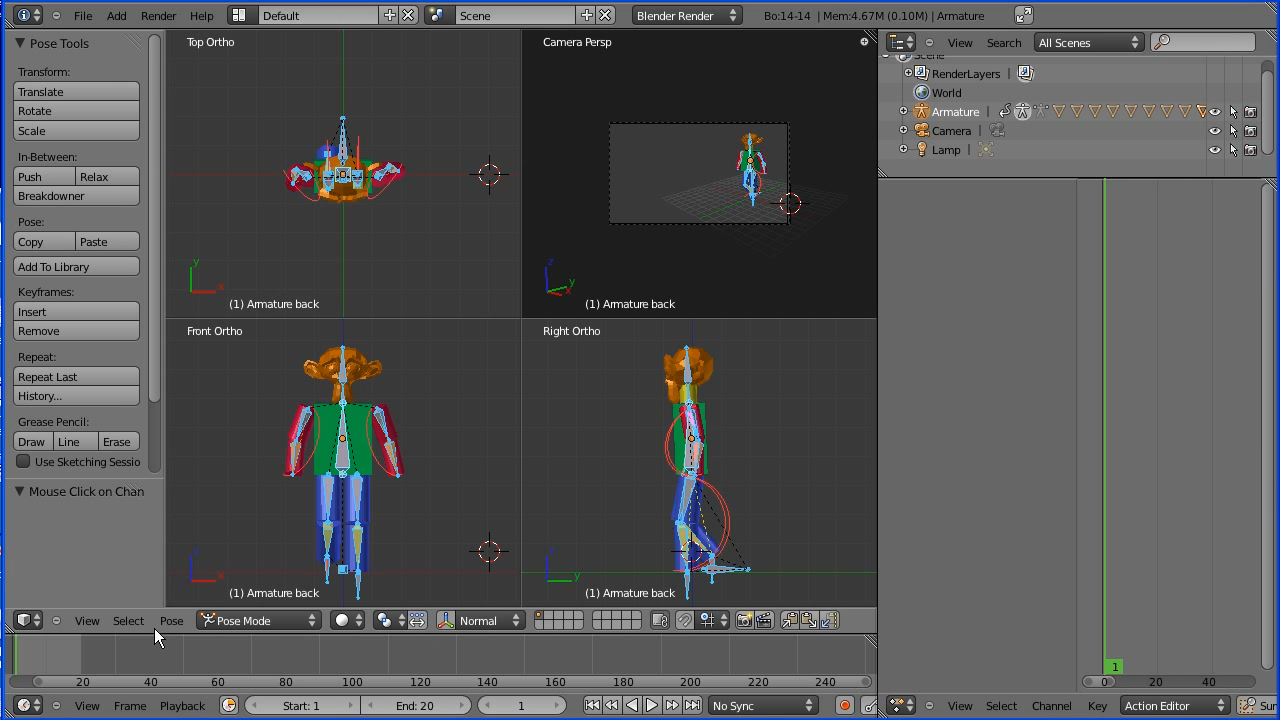 File Add Render Help Default Scene Blender Render Bo:14-14 | Mem:4.67M (0.10M) | Armature
Pose Tools
Transform:
Translate
Rotate
Scale
In-Between:
Push Relax
Breakdowner
Pose:
Copy Paste
Add To Library
Keyframes:
Insert
Remove
Repeat:
Repeat Last
History...
Grease Pencil:
Draw Line Erase
Use Sketching Sessio
Mouse Click on Chan
Top Ortho
y
x
(1) Armature back
Camera Persp
z
y
x
(1) Armature back
Front Ortho
z
x
(1) Armature back
Right Ortho
z
y
(1) Armature back
View Select Pose Pose Mode Normal
20 40 60 80 100 120 140 160 180 200 220 240
View Frame Playback Start: 1 End: 20 1 No Sync
View Search All Scenes
Scene
RenderLayers |
World
Armature |
Camera |
Lamp |
1
0 20 40
View Select Channel Key Action Editor Sur